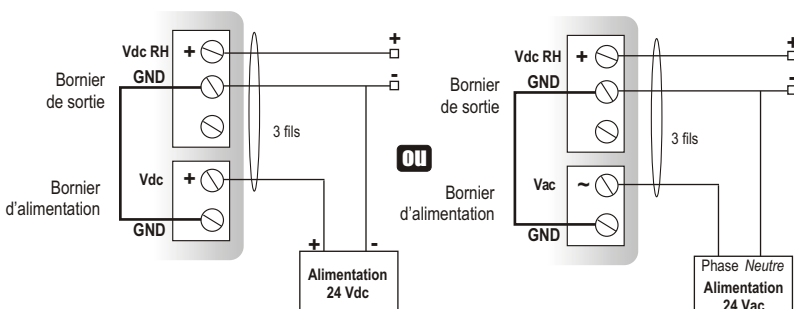 Vdc RH
+
GND
Bornier
de sortie
+
-
3 fils
Bornier
d'alimentation
Vdc
+
GND
+
-
Alimentation
24 Vdc
ou
Vdc RH
+
GND
Bornier
de sortie
+
-
3 fils
Bornier
d'alimentation
Vac
~
GND
Phase Neutre
Alimentation
24 Vac